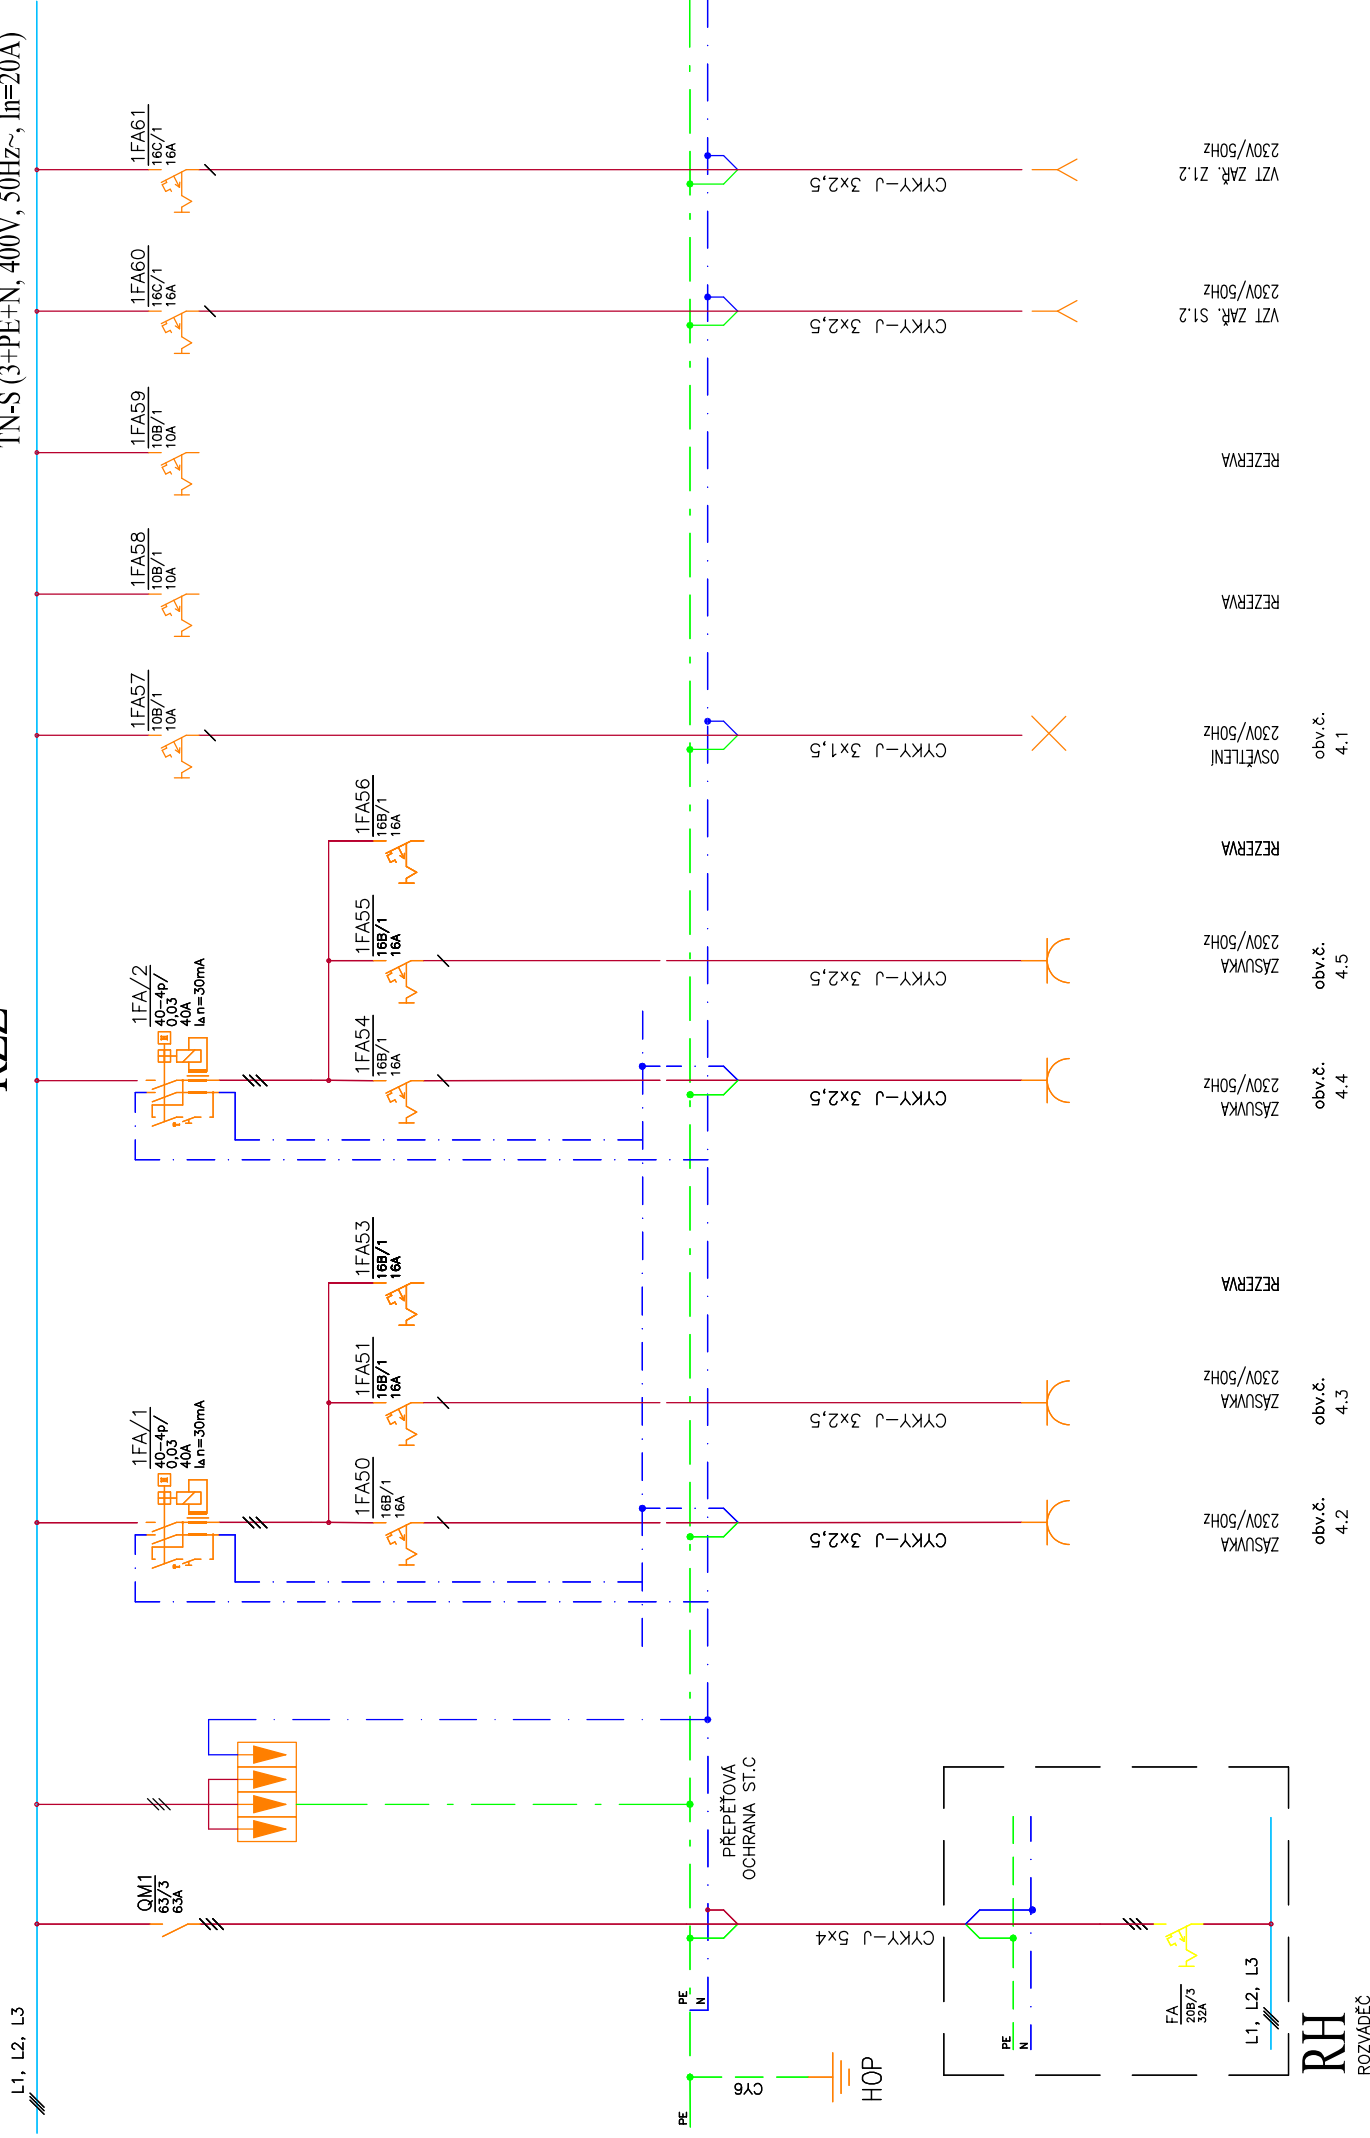 TN-S (3+PE+N, 400V, 50Hz~, In=20A)
L1, L2, L3
QM1
63/3
63A
PŘEPĚŤOVÁ
OCHRANA ST.C
1FA/1
40-4p/
0,03
40A
I∆n=30mA
1FA50
16B/1
16A
1FA51
16B/1
16A
1FA53
16B/1
16A
1FA/2
40-4p/
0,03
40A
I∆n=30mA
1FA54
16B/1
16A
1FA55
16B/1
16A
1FA56
16B/1
16A
1FA57
10B/1
10A
1FA58
10B/1
10A
1FA59
10B/1
10A
1FA60
16C/1
16A
1FA61
16C/1
16A
PE
PE
N
CY6
HOP
CYKY-J 5x4
CYKY-J 3x2,5
CYKY-J 3x2,5
CYKY-J 3x2,5
CYKY-J 3x2,5
CYKY-J 3x1,5
CYKY-J 3x2,5
CYKY-J 3x2,5
PE
N
FA
20B/3
32A
L1, L2, L3
RH
ROZVÁDĚČ
ZÁSUVKA
230V/50Hz
obv.č.
4.2
ZÁSUVKA
230V/50Hz
obv.č.
4.3
REZERVA
ZÁSUVKA
230V/50Hz
obv.č.
4.4
ZÁSUVKA
230V/50Hz
obv.č.
4.5
REZERVA
OSVĚTLENÍ
230V/50Hz
obv.č.
4.1
REZERVA
REZERVA
VZT ZAŘ. S1.2
230V/50Hz
VZT ZAŘ. Z1.2
230V/50Hz